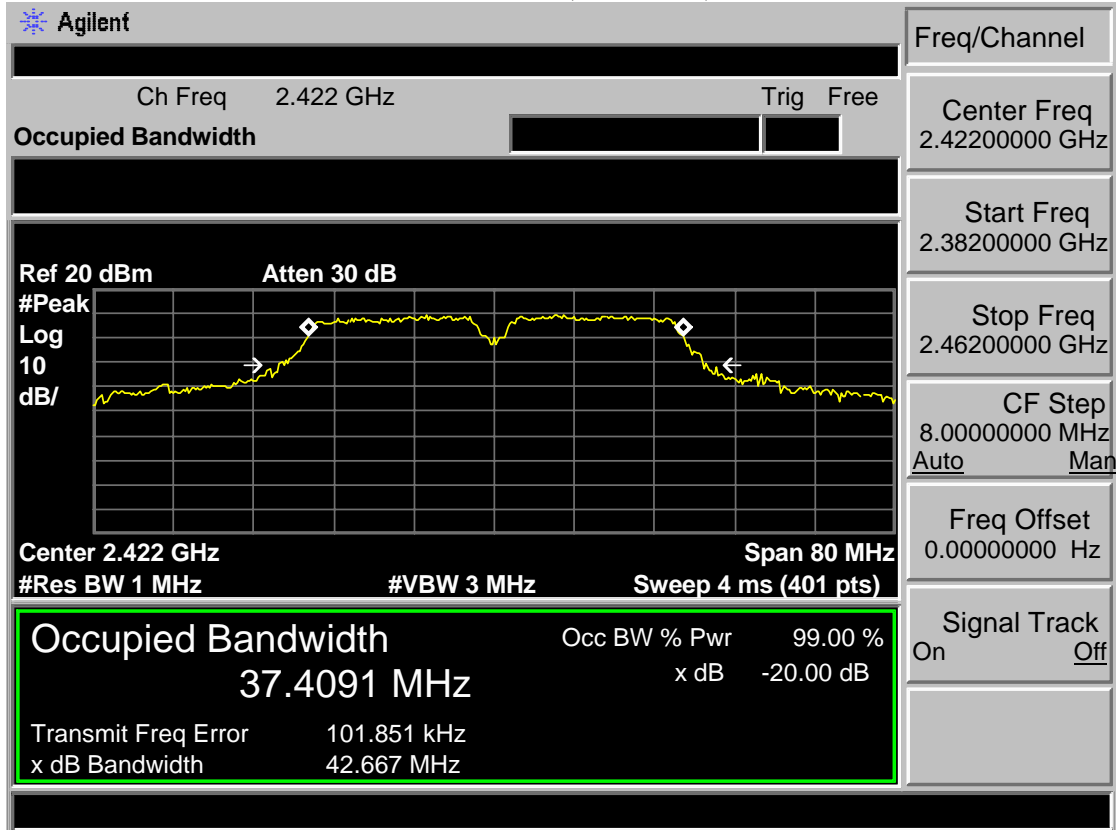 Agilent
Freq/Channel
Ch Freq 2.422 GHz Trig Free
Occupied Bandwidth
Center Freq
2.42200000 GHz
Start Freq
2.38200000 GHz
Ref 20 dBm Atten 30 dB
#Peak
Log
10
dB/
Stop Freq
2.46200000 GHz
CF Step
8.00000000 MHz
Auto Man
Center 2.422 GHz Span 80 MHz
#Res BW 1 MHz #VBW 3 MHz Sweep 4 ms (401 pts)
Freq Offset
0.00000000 Hz
Occupied Bandwidth Occ BW % Pwr 99.00 %
37.4091 MHz x dB -20.00 dB
Transmit Freq Error 101.851 kHz
x dB Bandwidth 42.667 MHz
Signal Track
On Off